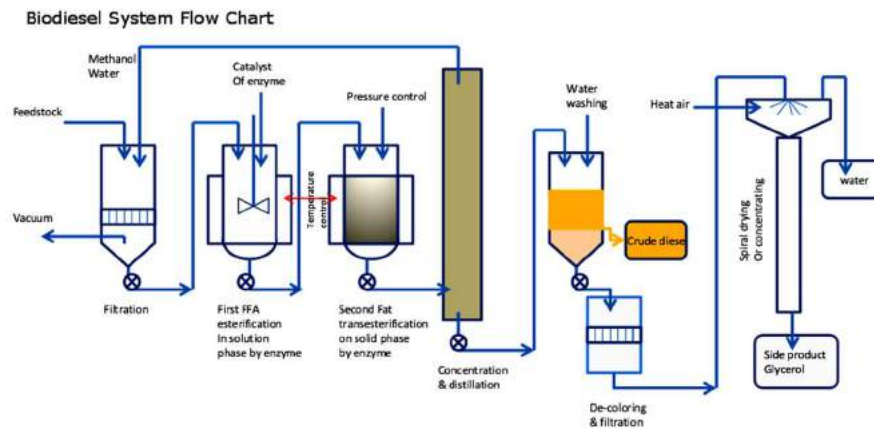 Biodiesel System Flow Chart
Methanol
Water
Catalyst
Of enzyme
Feedstock
Pressure control
Water
washing
Heat air
Vacuum
Temperature
control
water
Crude diese
Spiral drying
Or concentrating
Filtration
First FFA
esterification
In solution
phase by enzyme
Second Fat
transesterification
on solid phase
by enzyme
Concentration
& distillation
Side product
Glycerol
De-coloring
& filtration